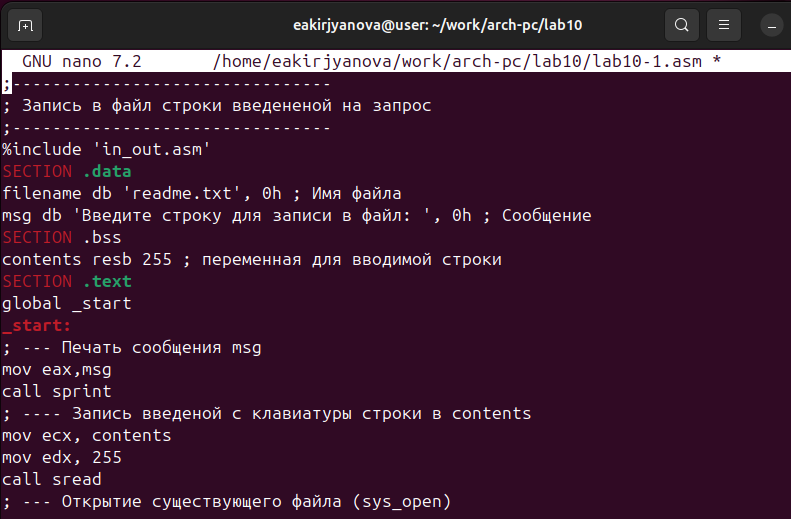 eakirjyanova@user: ~/work/arch-pc/lab10
GNU nano 7.2 /home/eakirjyanova/work/arch-pc/lab10/lab10-1.asm *
;--------------------------------
; Запись в файл строки введененой на запрос
;--------------------------------
%include 'in_out.asm'
SECTION .data
filename db 'readme.txt', 0h ; Имя файла
msg db 'Введите строку для записи в файл: ', 0h ; Сообщение
SECTION .bss
contents resb 255 ; переменная для вводимой строки
SECTION .text
global _start
_start:
; --- Печать сообщения msg
mov eax,msg
call sprint
; ---- Запись введеной с клавиатуры строки в contents
mov ecx, contents
mov edx, 255
call sread
; --- Открытие существующего файла (sys_open)